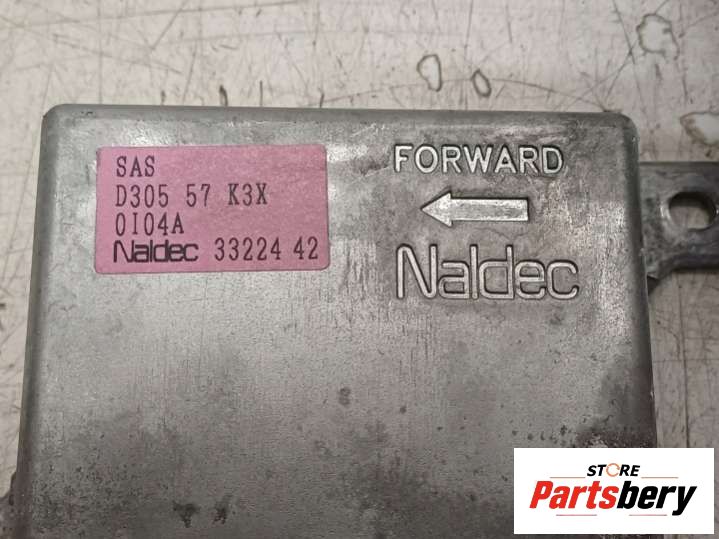 SAS
D305 57 K3X
0I04A
Naldec 33224 42
FORWARD
Naldec
STORE
Partsbery